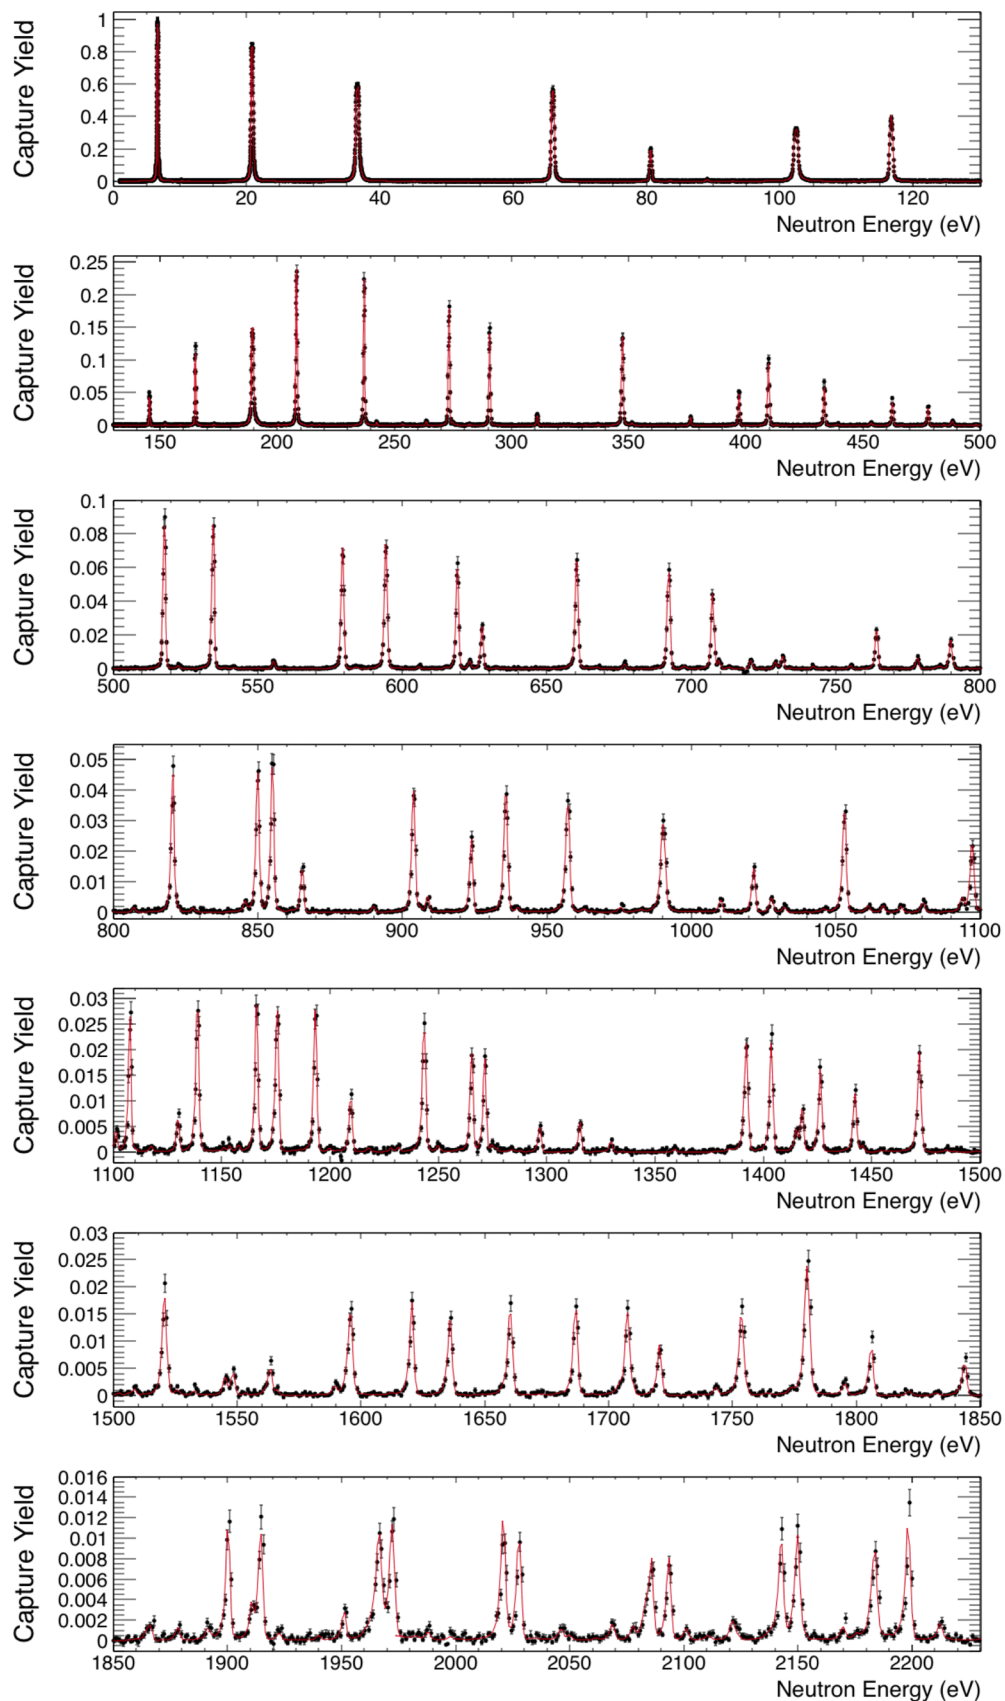 Capture Yield
1
0.8
0.6
0.4
0.2
0
0 20 40 60 80 100 120
Neutron Energy (eV)
Capture Yield
0.25
0.2
0.15
0.1
0.05
0
150 200 250 300 350 400 450 500
Neutron Energy (eV)
Capture Yield
0.1
0.08
0.06
0.04
0.02
0
500 550 600 650 700 750 800
Neutron Energy (eV)
Capture Yield
0.05
0.04
0.03
0.02
0.01
0
800 850 900 950 1000 1050 1100
Neutron Energy (eV)
Capture Yield
0.03
0.025
0.02
0.015
0.01
0.005
0
1100 1150 1200 1250 1300 1350 1400 1450 1500
Neutron Energy (eV)
Capture Yield
0.03
0.025
0.02
0.015
0.01
0.005
0
1500 1550 1600 1650 1700 1750 1800 1850
Neutron Energy (eV)
Capture Yield
0.016
0.014
0.012
0.01
0.008
0.006
0.004
0.002
0
1850 1900 1950 2000 2050 2100 2150 2200
Neutron Energy (eV)